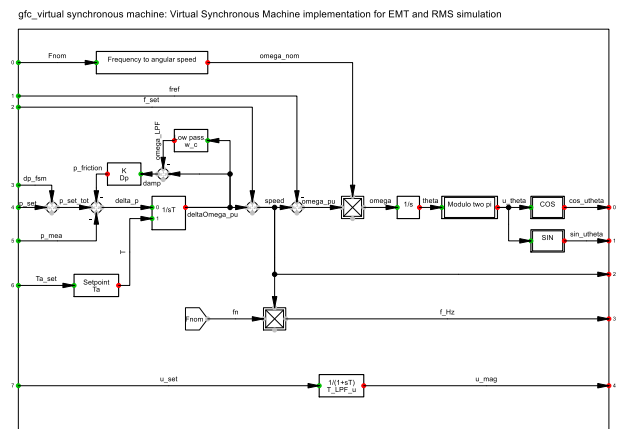 gfc_virtual synchronous machine: Virtual Synchronous Machine implementation for EMT and RMS simulation
0
Fnom
Frequency to angular speed
omega_nom
1
fref
2
f_set
omega_LPF
ow pass
w_c
p_friction
K
Dp
damp
-
3
dp_fsm
4
p_set
p_set_tot
delta_p
0
1
1/sT
deltaOmega_pu
speed
omega_pu
omega
1/s
theta
Modulo two pi
u_theta
COS
cos_utheta
0
SIN
sin_utheta
1
5
p_mea
T
2
6
Ta_set
Setpoint
Ta
Fnom
fn
f_Hz
3
7
u_set
1/(1+sT)
T_LPF_u
u_mag
4